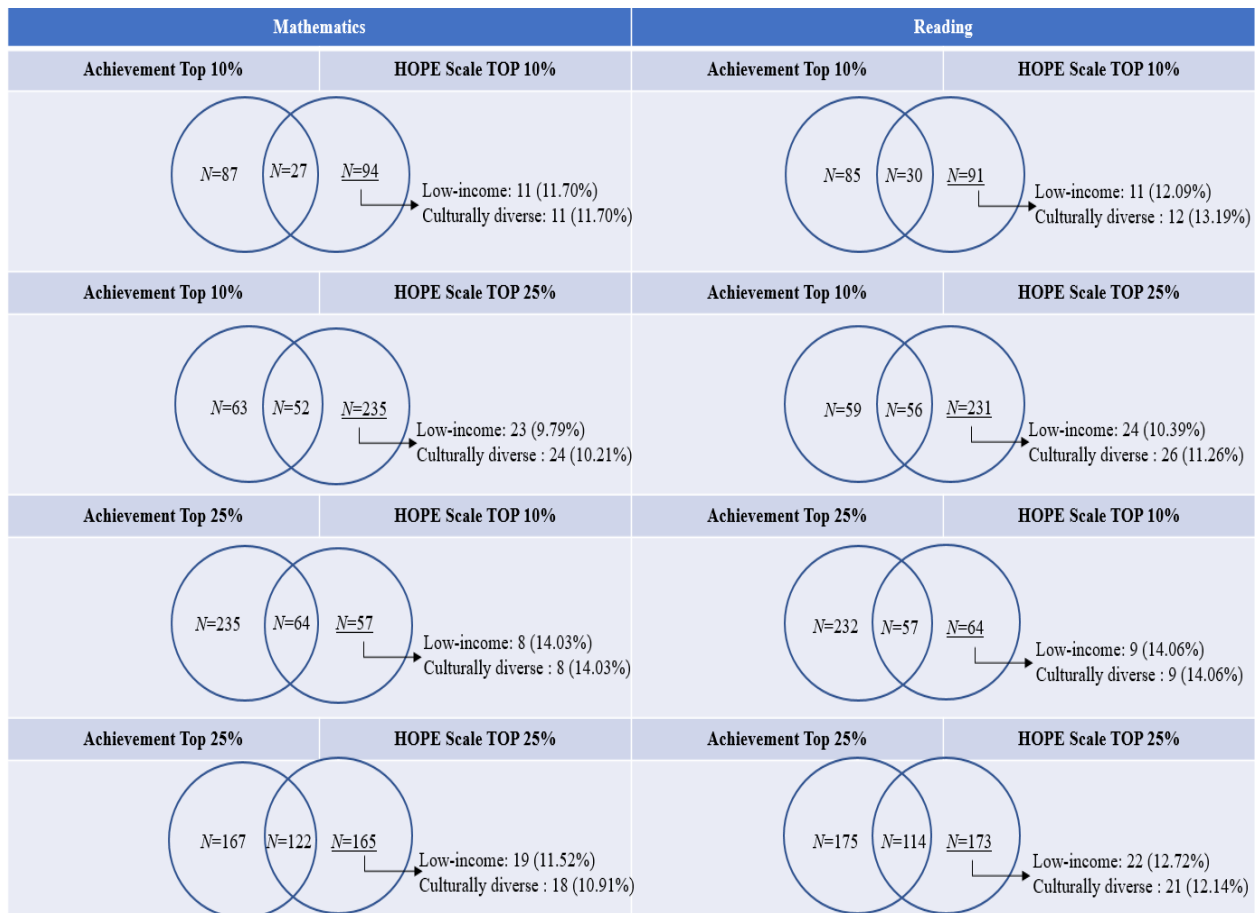 Mathematics
Reading
Achievement Top 10%
HOPE Scale TOP 10%
Achievement Top 10%
HOPE Scale TOP 10%
N=87
N=27
N=94
Low-income: 11 (11.70%)
Culturally diverse: 11 (11.70%)
N=85
N=30
N=91
Low-income: 11 (12.09%)
Culturally diverse : 12 (13.19%)
Achievement Top 10%
HOPE Scale TOP 25%
Achievement Top 10%
HOPE Scale TOP 25%
N=63
N=52
N=235
Low-income: 23 (9.79%)
Culturally diverse : 24 (10.21%)
N=59
N=56
N=231
Low-income: 24 (10.39%)
Culturally diverse : 26 (11.26%)
Achievement Top 25%
HOPE Scale TOP 10%
Achievement Top 25%
HOPE Scale TOP 10%
N=235
N=64
N=57
Low-income: 8 (14.03%)
Culturally diverse : 8 (14.03%)
N=232
N=57
N=64
Low-income: 9 (14.06%)
Culturally diverse : 9 (14.06%)
Achievement Top 25%
HOPE Scale TOP 25%
Achievement Top 25%
HOPE Scale TOP 25%
N=167
N=122
N=165
Low-income: 19 (11.52%)
Culturally diverse : 18 (10.91%)
N=175
N=114
N=173
Low-income: 22 (12.72%)
Culturally diverse : 21 (12.14%)